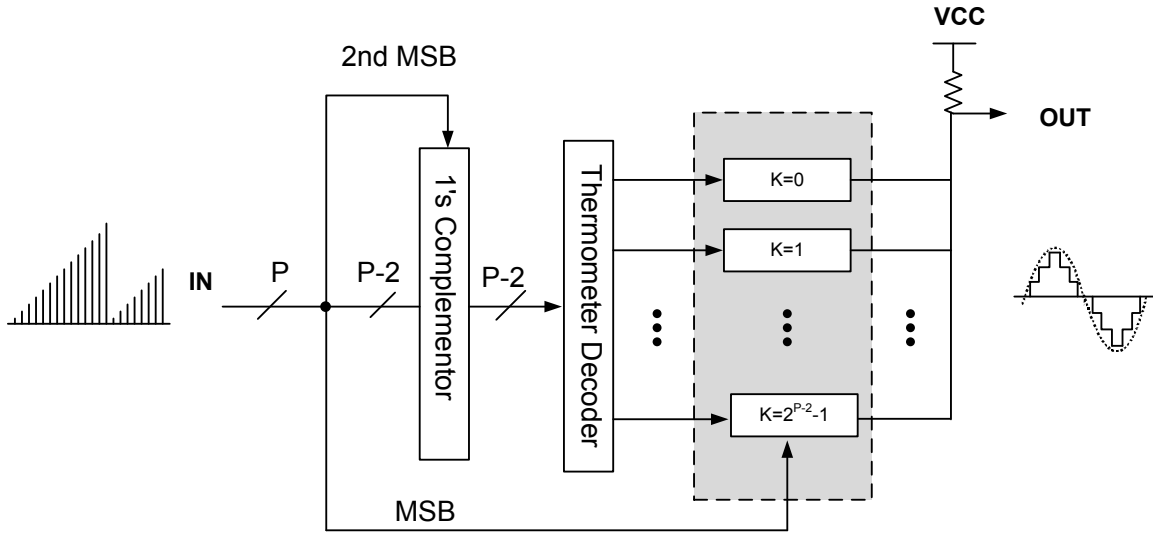 VCC
2nd MSB
OUT
1's Complementor
Thermometer Decoder
K=0
K=1
IN
P
P-2
P-2
K=2^{P-2}-1
MSB